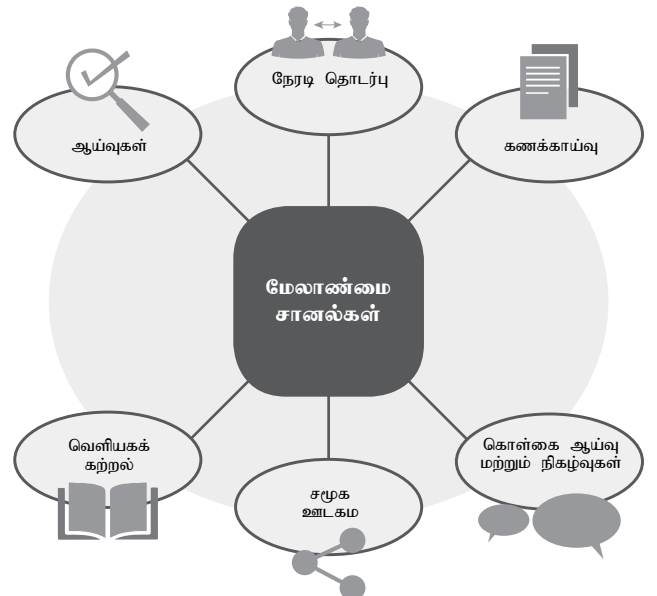 நேரடி தொடர்பு
ஆய்வுகள்
கணக்காய்வு
மேலாண்மை
சானல்கள்
வெளியகக்
கற்றல்
கொள்கை ஆய்வு
மற்றும் நிகழ்வுகள்
சமூக
ஊடகம